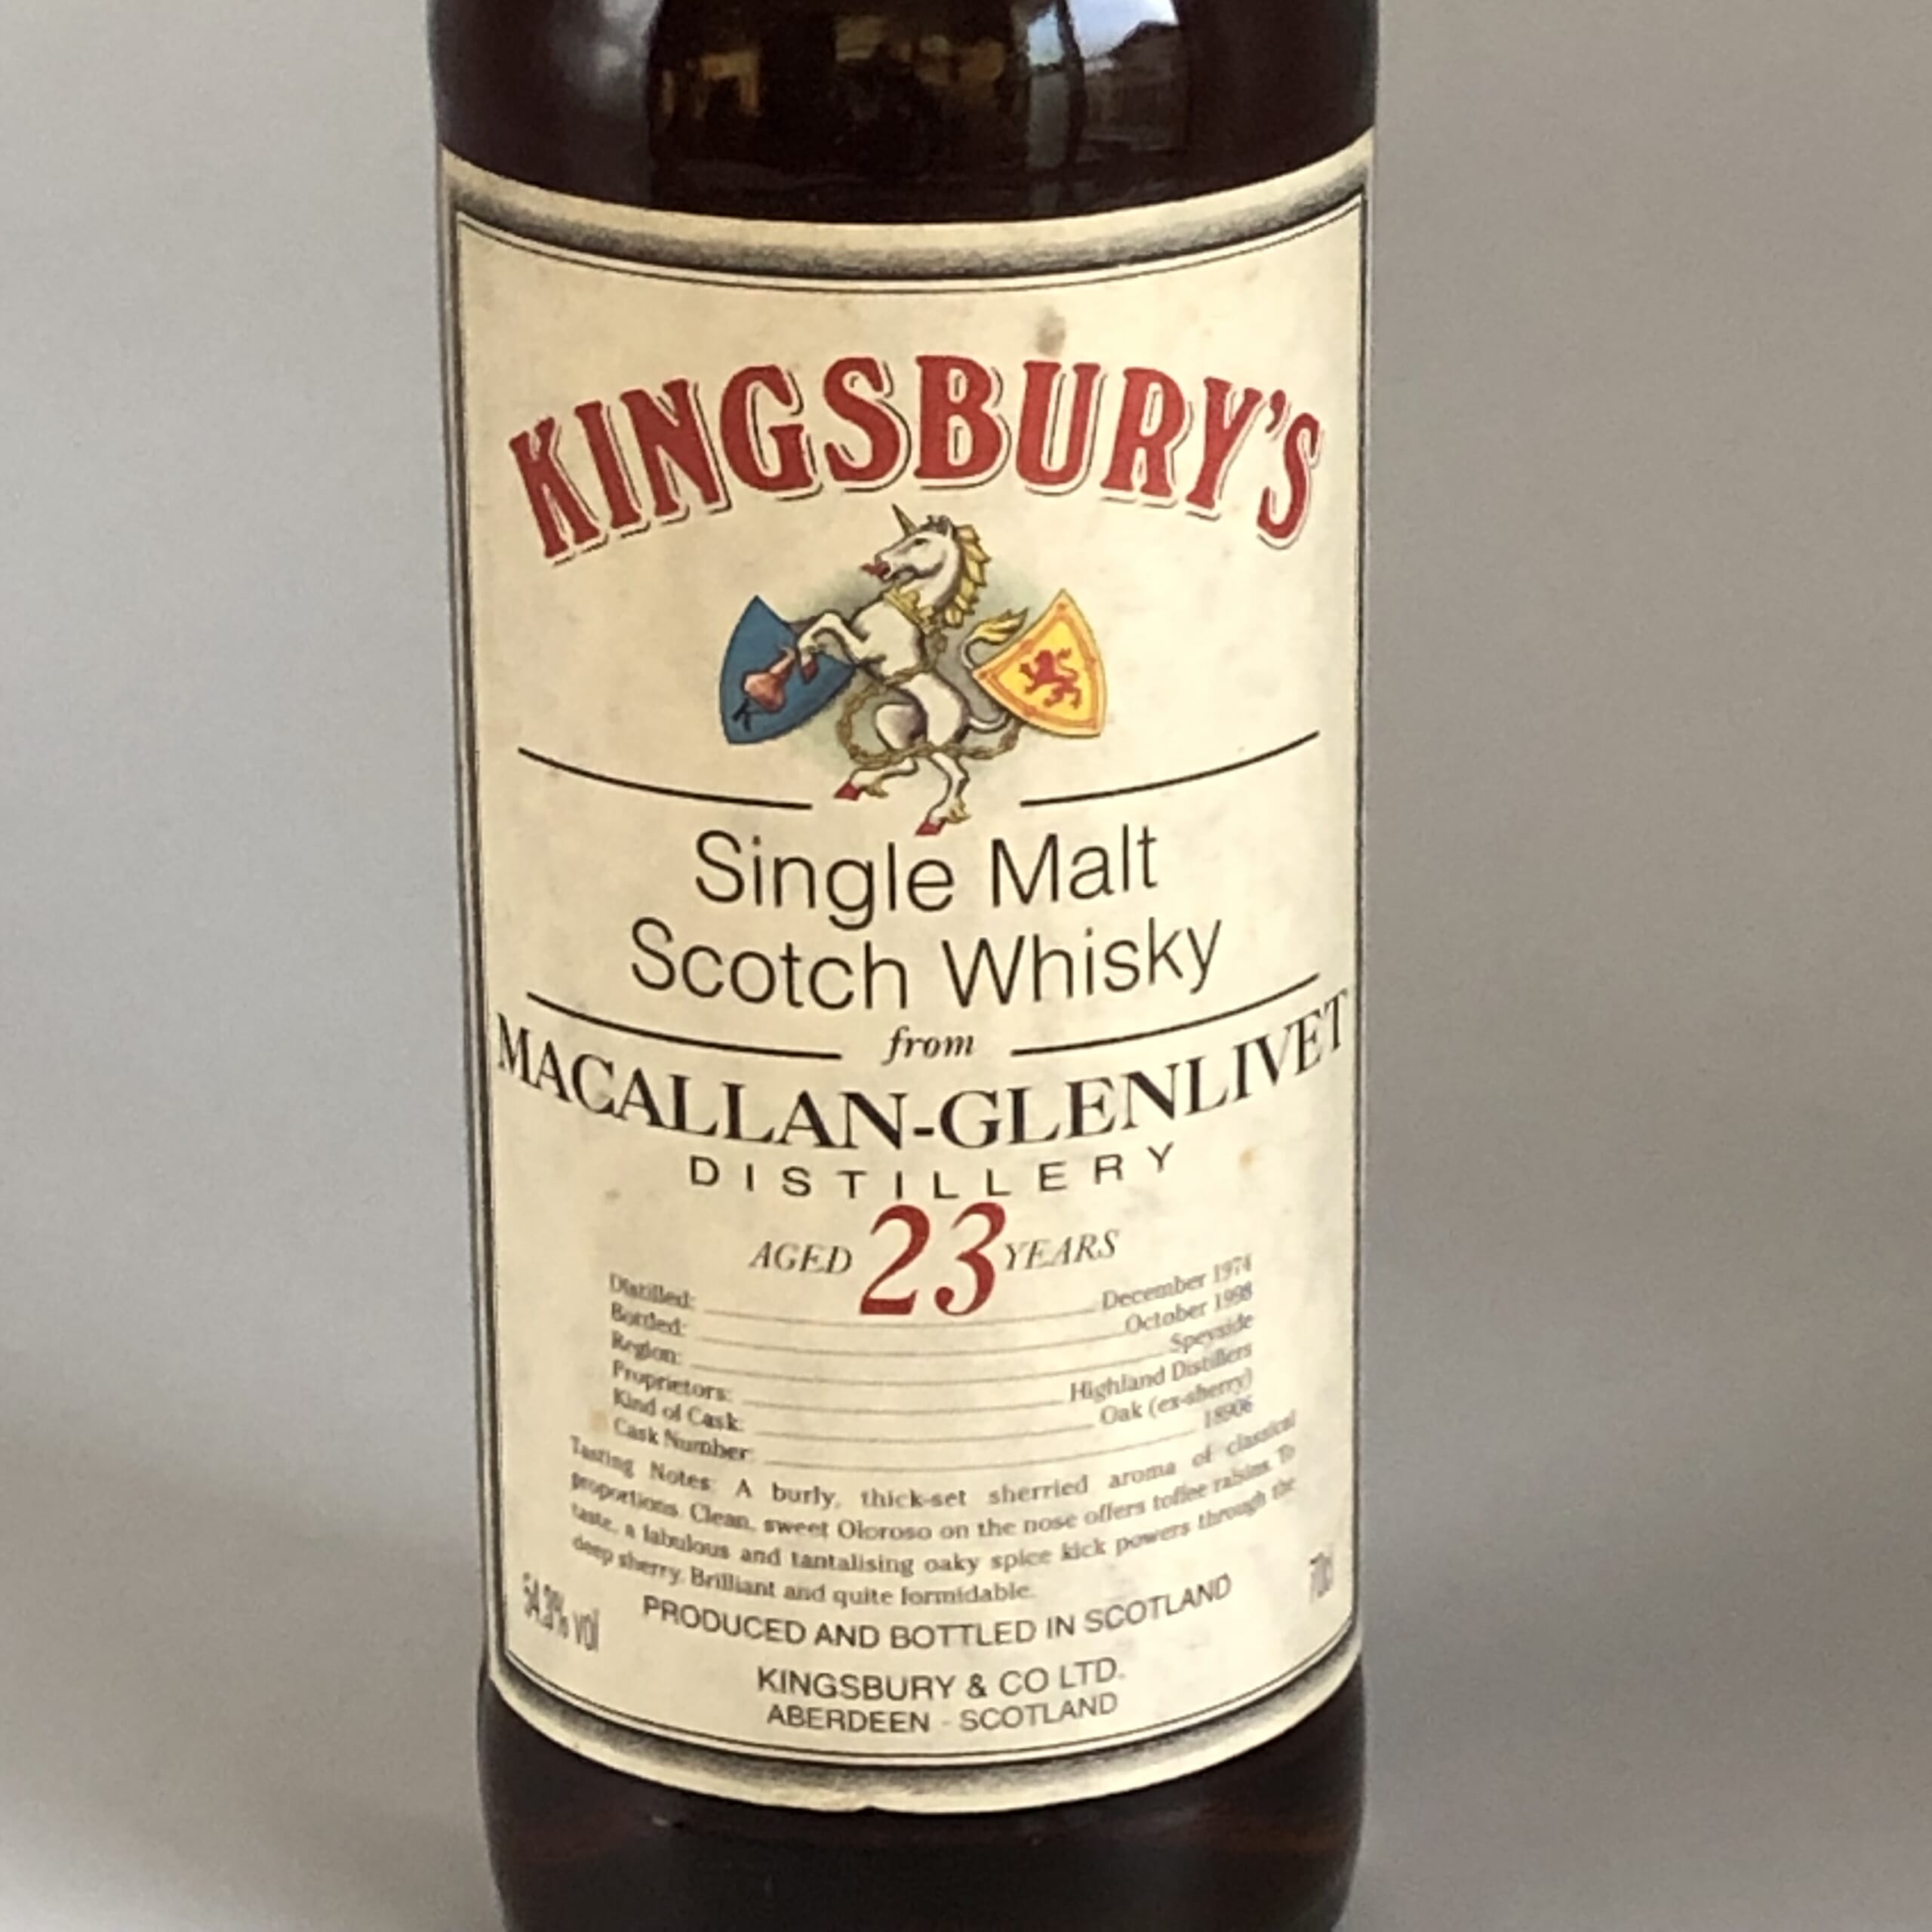 KINGSBURY'S
Single Malt
Scotch Whisky
from
MACALLAN-GLENLIVET
DISTILLERY
AGED 23 YEARS
Distilled: December 1974
Bottled: October 1998
Region: Speyside
Proprietors: Highland Distillers
Kind of Cask: Oak (ex-sherry)
Cask Number: 18906
Tasting Notes: A burly, thick-set sherried aroma of classical
proportions. Clean, sweet Oloroso on the nose offers toffee raisins. To
taste, a fabulous and tantalising oaky spice kick powers through the
deep sherry. Brilliant and quite formidable.
54.3% vol
PRODUCED AND BOTTLED IN SCOTLAND
70cl
KINGSBURY & CO LTD.
ABERDEEN - SCOTLAND